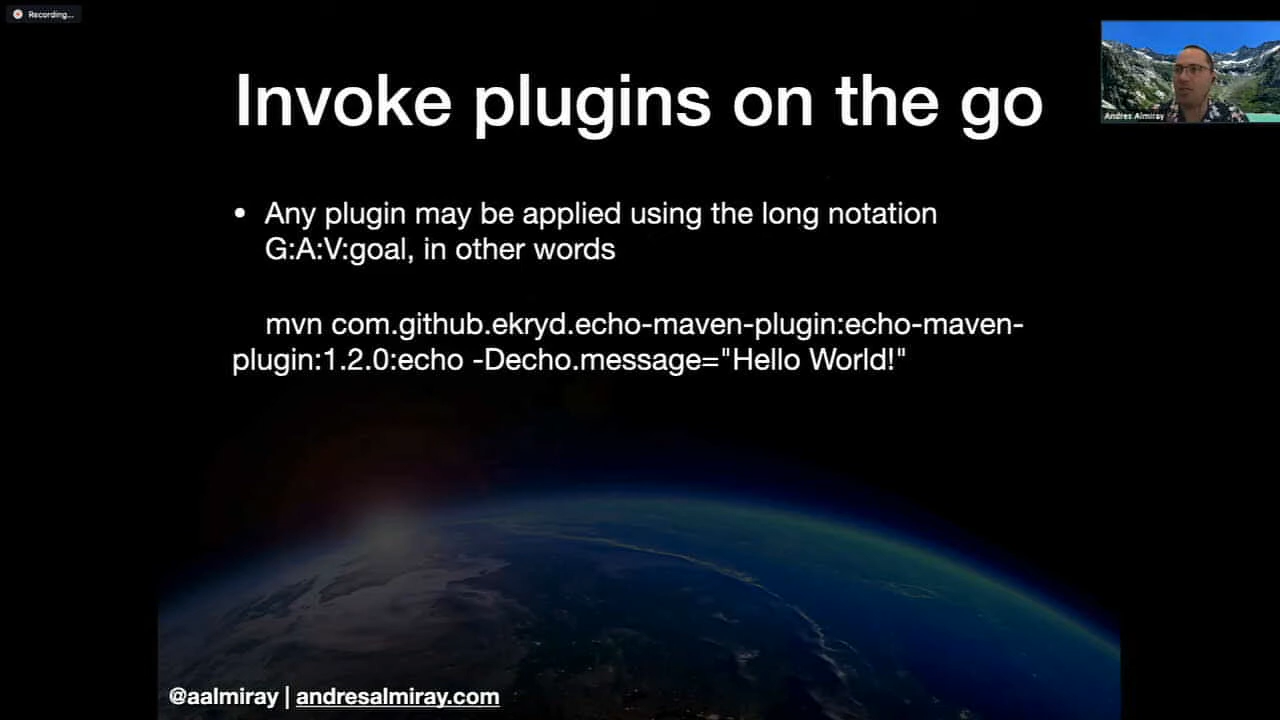 Recording...
Invoke plugins on the go
Andres Almiray
• Any plugin may be applied using the long notation
G:A:V:goal, in other words
mvn com.github.ekryd.echo-maven-plugin:echo-maven-
plugin:1.2.0:echo -Decho.message="Hello World!"
@aalmiray | andresalmiray.com